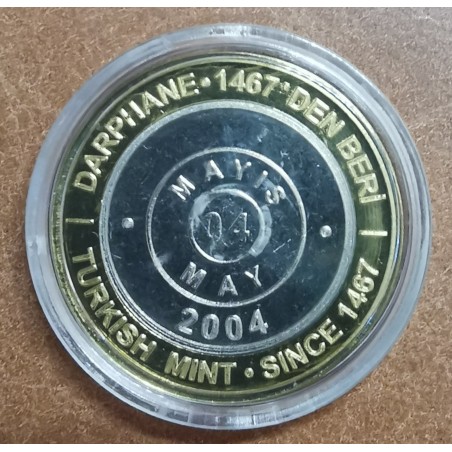 DARPHANE • 1467'DEN BERİ
MAYIS
04
MAY
2004
TURKISH MINT • SINCE 1467